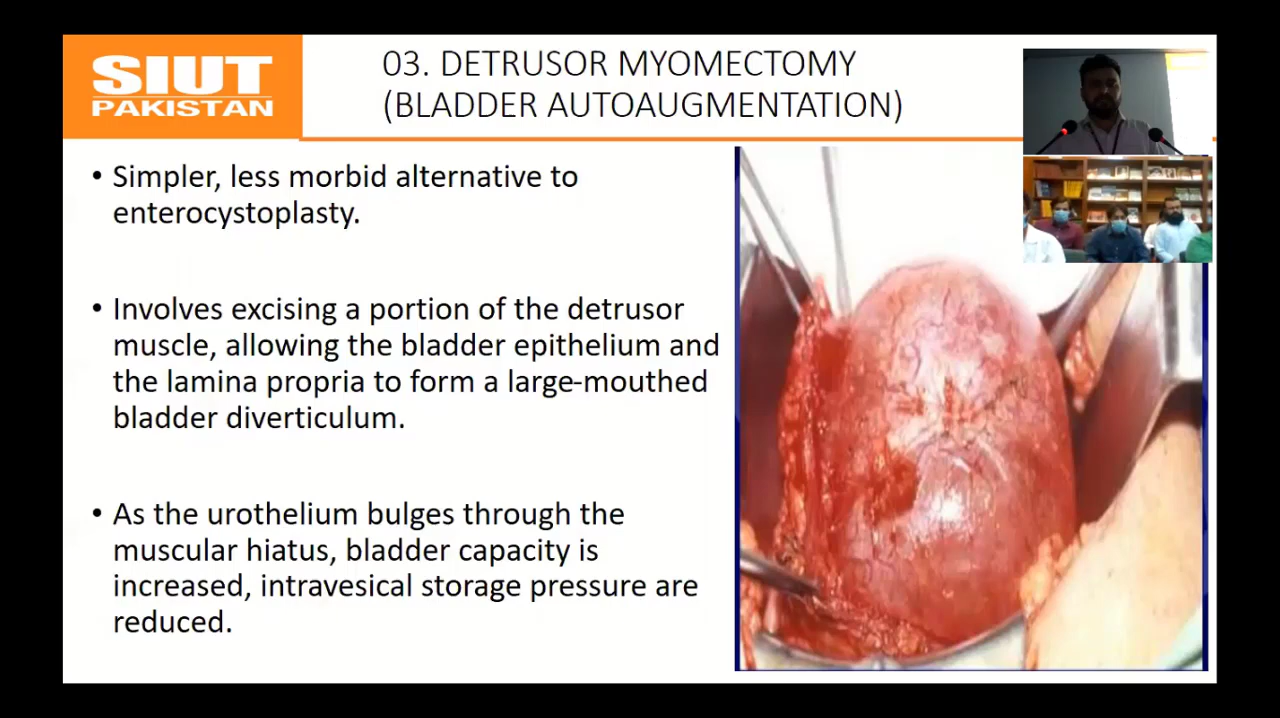 SIUT
PAKISTAN
03. DETRUSOR MYOMECTOMY
(BLADDER AUTOAUGMENTATION)
• Simpler, less morbid alternative to
enterocystoplasty.
• Involves excising a portion of the detrusor
muscle, allowing the bladder epithelium and
the lamina propria to form a large-mouthed
bladder diverticulum.
• As the urothelium bulges through the
muscular hiatus, bladder capacity is
increased, intravesical storage pressure are
reduced.